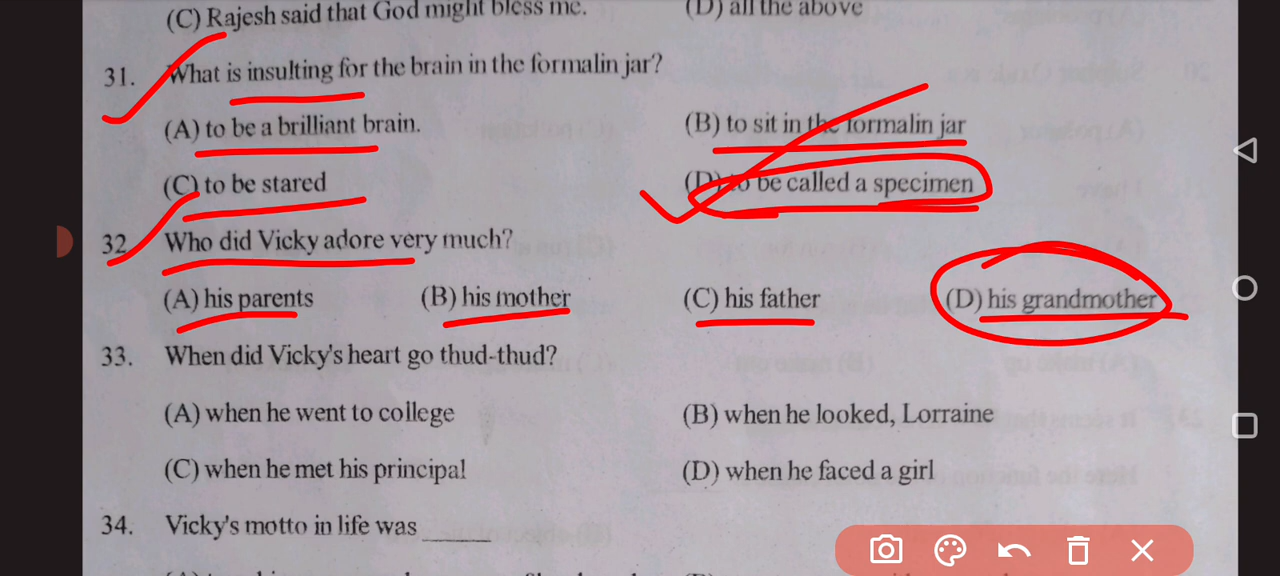 (C) Rajesh said that God might bless me. (D) all the above
31. What is insulting for the brain in the formalin jar?
(A) to be a brilliant brain. (B) to sit in the formalin jar
(C) to be stared (D) to be called a specimen
32. Who did Vicky adore very much?
(A) his parents (B) his mother (C) his father (D) his grandmother
33. When did Vicky's heart go thud-thud?
(A) when he went to college (B) when he looked, Lorraine
(C) when he met his principal (D) when he faced a girl
34. Vicky's motto in life was ______